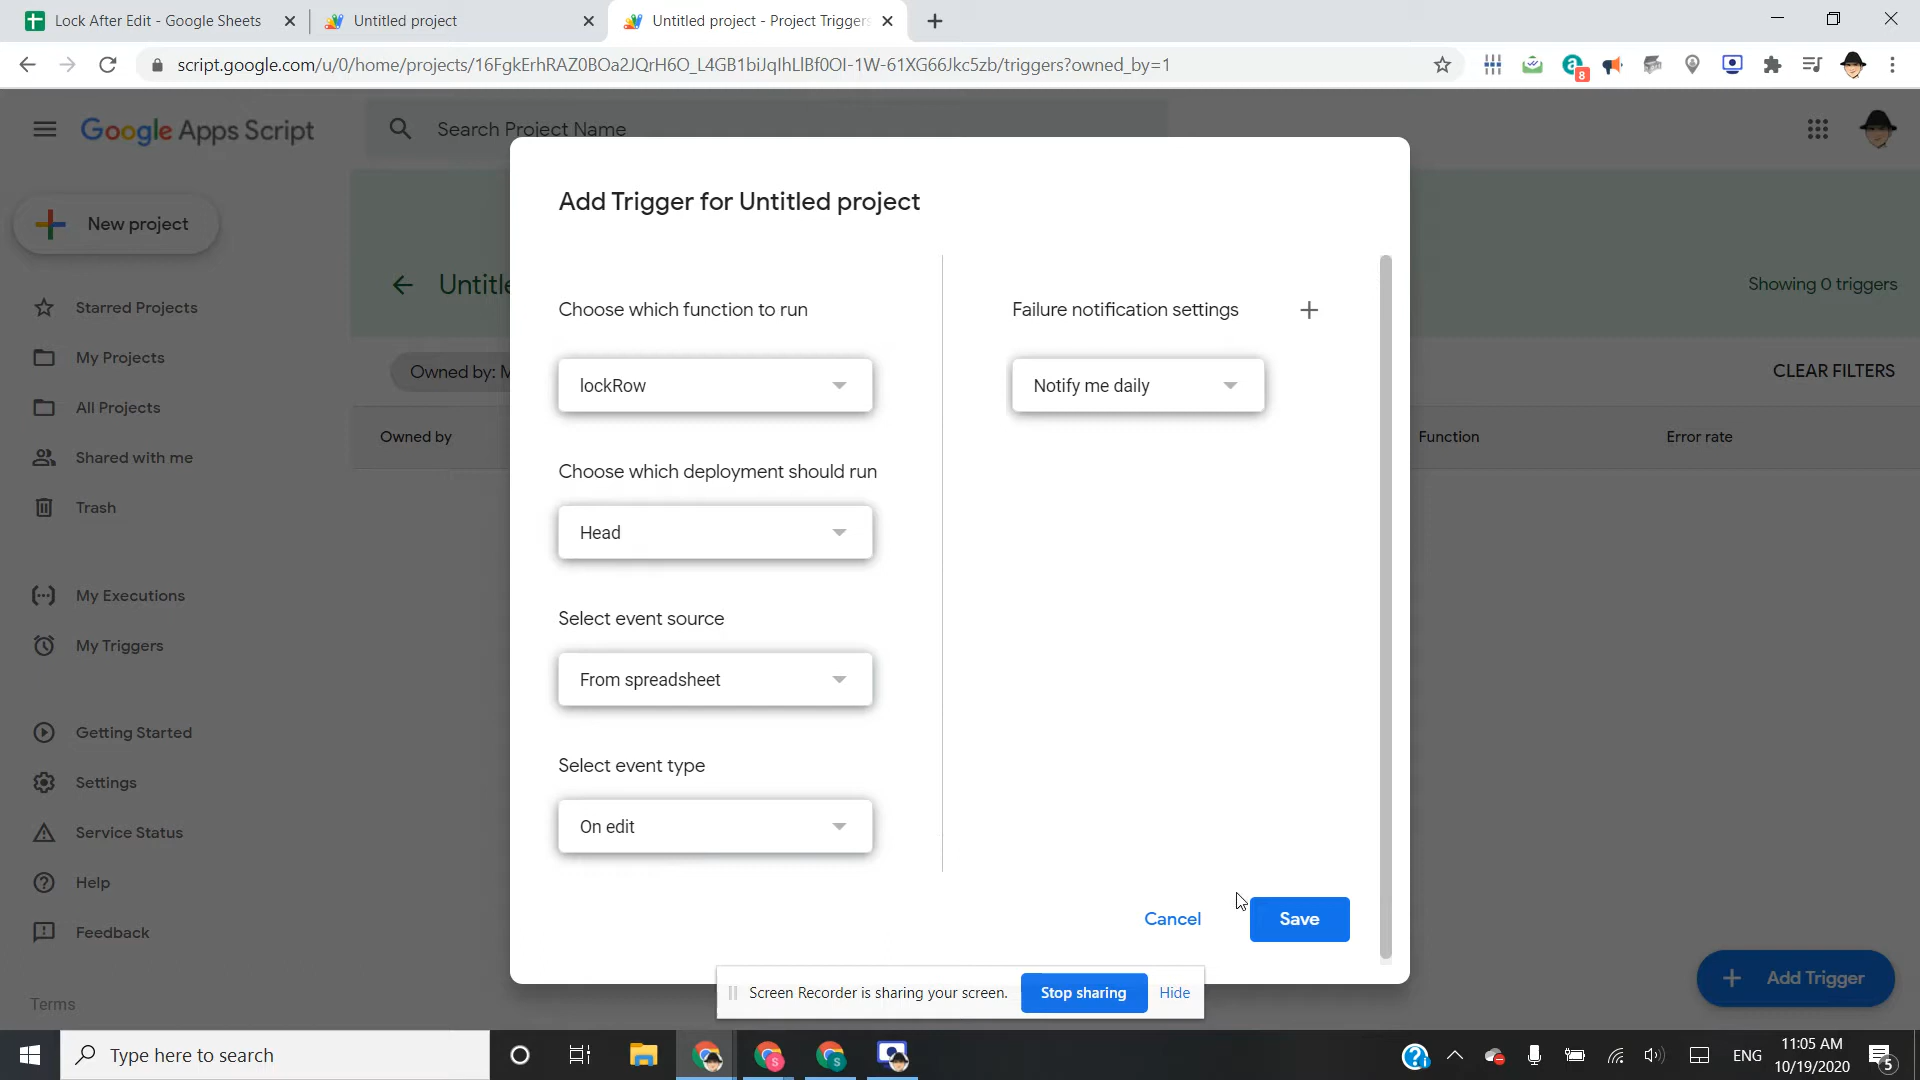 Lock After Edit - Google Sheets
Untitled project
Untitled project - Project Triggers
script.google.com/u/0/home/projects/16FgkErhRAZ0BOa2JQrH6O_L4GB1biJqIhLlBf0OI-1W-61XG66Jkc5zb/triggers?owned_by=1
8
Google Apps Script
Search Project Name
Add Trigger for Untitled project
New project
Untitle
Showing 0 triggers
Choose which function to run
Failure notification settings
Starred Projects
My Projects
Owned by: M
CLEAR FILTERS
lockRow
Notify me daily
All Projects
Owned by
Function
Error rate
Shared with me
Choose which deployment should run
Trash
Head
My Executions
Select event source
My Triggers
From spreadsheet
Getting Started
Select event type
Settings
On edit
Service Status
Help
Feedback
Cancel
Save
Add Trigger
Screen Recorder is sharing your screen.
Stop sharing
Hide
Terms
Type here to search
ENG
11:05 AM
10/19/2020
5